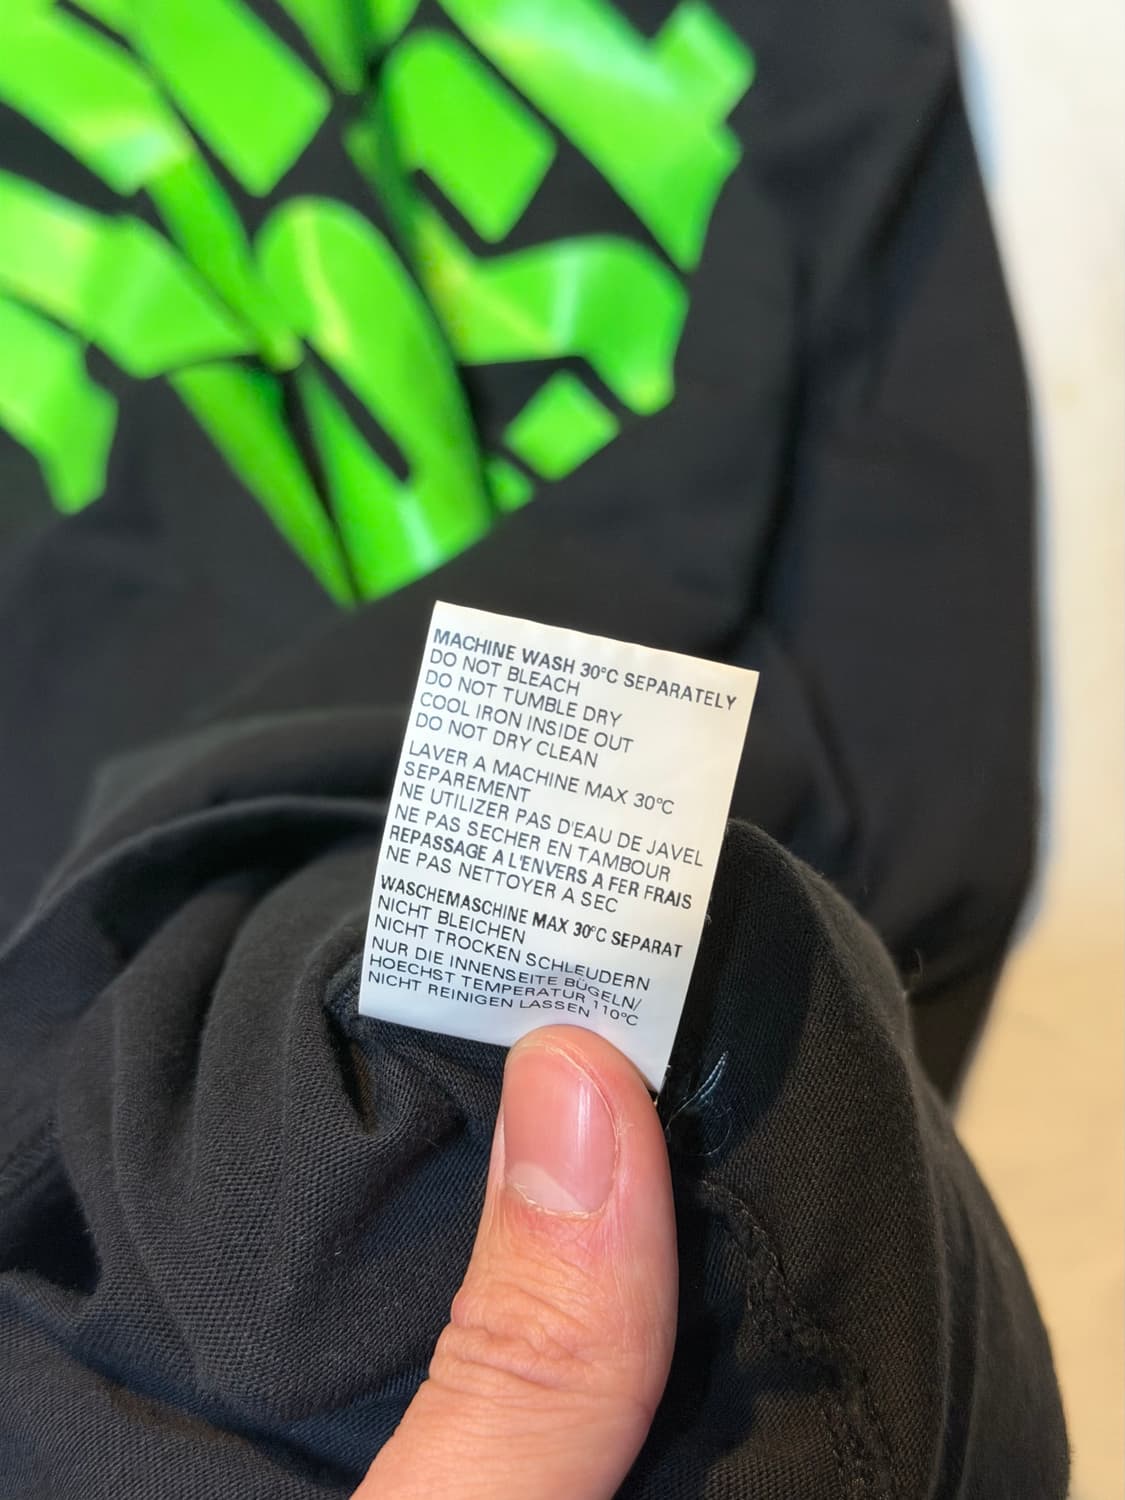 MACHINE WASH 30°C SEPARATELY
DO NOT BLEACH
DO NOT TUMBLE DRY
COOL IRON INSIDE OUT
DO NOT DRY CLEAN
LAVER A MACHINE MAX 30°C
SEPAREMENT
NE UTILIZER PAS D'EAU DE JAVEL
NE PAS SECHER EN TAMBOUR
REPASSAGE A L'ENVERS A FER FRAIS
NE PAS NETTOYER A SEC
WASCHEMASCHINE MAX 30°C SEPARAT
NICHT BLEICHEN
NICHT TROCKEN SCHLEUDERN
NUR DIE INNENSEITE BÜGELN/
HOECHST TEMPERATUR 110°C
NICHT REINIGEN LASSEN